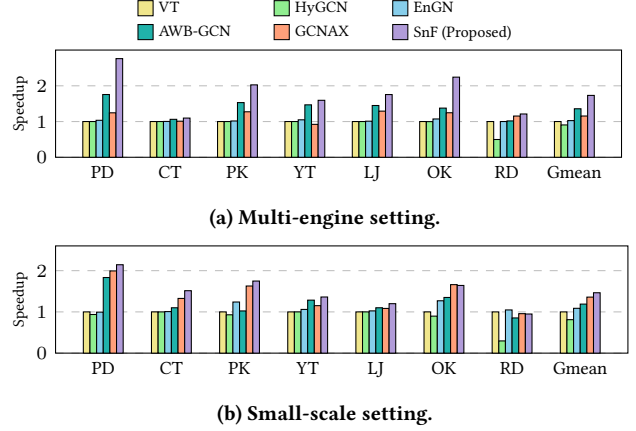 VT HyGCN EnGN
AWB-GCN GCNAX SnF (Proposed)
Speedup
2
1
0
PD CT PK YT LJ OK RD Gmean
(a) Multi-engine setting.
Speedup
2
1
0
PD CT PK YT LJ OK RD Gmean
(b) Small-scale setting.